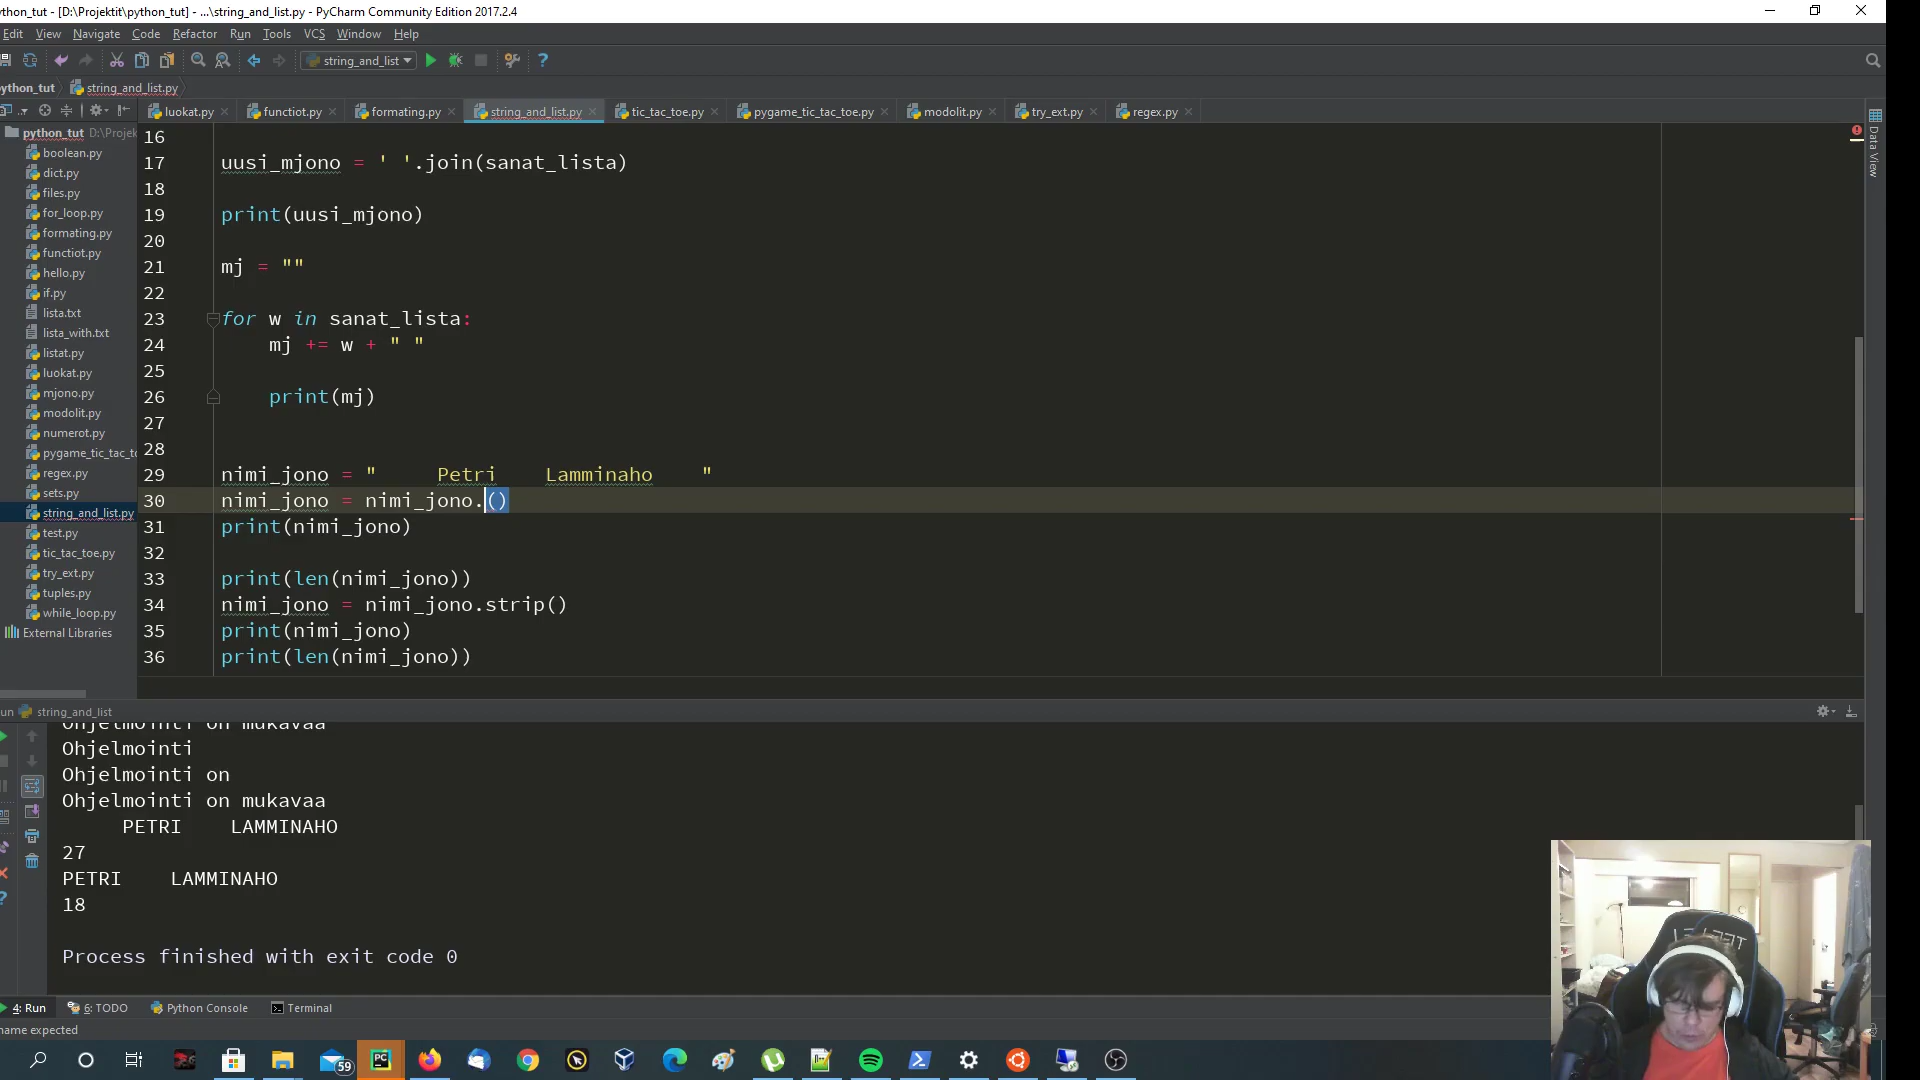 ython_tut - [D:\Projektit\python_tut] - ...\string_and_list.py - PyCharm Community Edition 2017.2.4
Edit View Navigate Code Refactor Run Tools VCS Window Help
string_and_list
ython_tut string_and_list.py
luokat.py functiot.py formating.py string_and_list.py tic_tac_toe.py pygame_tic_tac_toe.py modolit.py try_ext.py regex.py
python_tut D:\Projek
boolean.py
dict.py
files.py
for_loop.py
formating.py
functiot.py
hello.py
if.py
lista.txt
lista_with.txt
listat.py
luokat.py
mjono.py
modolit.py
numerot.py
pygame_tic_tac_to
regex.py
sets.py
string_and_list.py
test.py
tic_tac_toe.py
try_ext.py
tuples.py
while_loop.py
External Libraries
16
17 uusi_mjono = ' '.join(sanat_lista)
18
19 print(uusi_mjono)
20
21 mj = ""
22
23 for w in sanat_lista:
24 mj += w + " "
25
26 print(mj)
27
28
29 nimi_jono = "     Petri    Lamminaho    "
30 nimi_jono = nimi_jono.()
31 print(nimi_jono)
32
33 print(len(nimi_jono))
34 nimi_jono = nimi_jono.strip()
35 print(nimi_jono)
36 print(len(nimi_jono))
Data View
un string_and_list
Ohjelmointi on mukavaa
Ohjelmointi
Ohjelmointi on
Ohjelmointi on mukavaa
PETRI    LAMMINAHO
27
PETRI    LAMMINAHO
18
Process finished with exit code 0
4: Run 6: TODO Python Console Terminal
name expected
59
PC